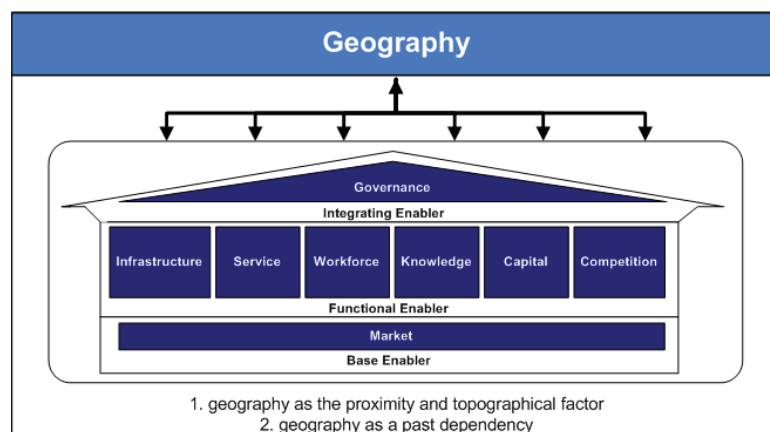 Geography
Governance
Integrating Enabler
Infrastructure Service Workforce Knowledge Capital Competition
Functional Enabler
Market
Base Enabler
1. geography as the proximity and topographical factor
2. geography as a past dependency